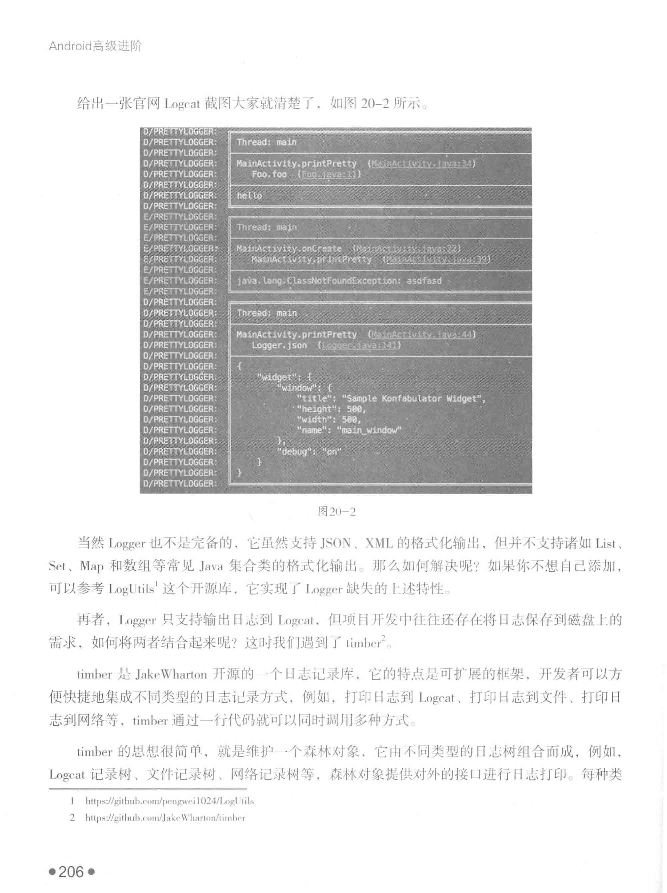 Android高级进阶
给出一张官网 Logcat 截图大家就清楚了，如图 20-2 所示。
D/PRETTYLOGGER:
D/PRETTYLOGGER: Thread: main
D/PRETTYLOGGER:
D/PRETTYLOGGER: MainActivity.printPretty (MainActivity.java:34)
D/PRETTYLOGGER: Foo.foo (Foo.java:11)
D/PRETTYLOGGER:
D/PRETTYLOGGER: hello
D/PRETTYLOGGER:
E/PRETTYLOGGER:
E/PRETTYLOGGER: Thread: main
E/PRETTYLOGGER:
E/PRETTYLOGGER: MainActivity.onCreate (MainActivity.java:22)
E/PRETTYLOGGER: MainActivity.printPretty (MainActivity.java:39)
E/PRETTYLOGGER:
E/PRETTYLOGGER: java.lang.ClassNotFoundException: asdfasd
E/PRETTYLOGGER:
D/PRETTYLOGGER:
D/PRETTYLOGGER: Thread: main
D/PRETTYLOGGER:
D/PRETTYLOGGER: MainActivity.printPretty (MainActivity.java:44)
D/PRETTYLOGGER: Logger.json (Logger.java:141)
D/PRETTYLOGGER:
D/PRETTYLOGGER: {
D/PRETTYLOGGER: "widget": {
D/PRETTYLOGGER: "window": {
D/PRETTYLOGGER: "title": "Sample Konfabulator Widget",
D/PRETTYLOGGER: "height": 500,
D/PRETTYLOGGER: "width": 500,
D/PRETTYLOGGER: "name": "main_window"
D/PRETTYLOGGER: },
D/PRETTYLOGGER: "debug": "on"
D/PRETTYLOGGER: }
D/PRETTYLOGGER: }
D/PRETTYLOGGER:
图20-2
当然 Logger 也不是完备的，它虽然支持 JSON、XML 的格式化输出，但并不支持诸如 List、
Set、Map 和数组等常见 Java 集合类的格式化输出。那么如何解决呢？如果你不想自己添加，
可以参考 LogUtils¹ 这个开源库，它实现了 Logger 缺失的上述特性。
再者，Logger 只支持输出日志到 Logcat，但项目开发中往往还存在将日志保存到磁盘上的
需求，如何将两者结合起来呢？这时我们遇到了 timber²。
timber 是 JakeWharton 开源的一个日志记录库，它的特点是可扩展的框架，开发者可以方
便快捷地集成不同类型的日志记录方式，例如，打印日志到 Logcat、打印日志到文件、打印日
志到网络等，timber 通过一行代码就可以同时调用多种方式。
timber 的思想很简单，就是维护一个森林对象，它由不同类型的日志树组合而成，例如，
Logcat 记录树、文件记录树、网络记录树等，森林对象提供对外的接口进行日志打印。每种类
1 https://github.com/pengwei1024/LogUtils
2 https://github.com/JakeWharton/timber
●206●